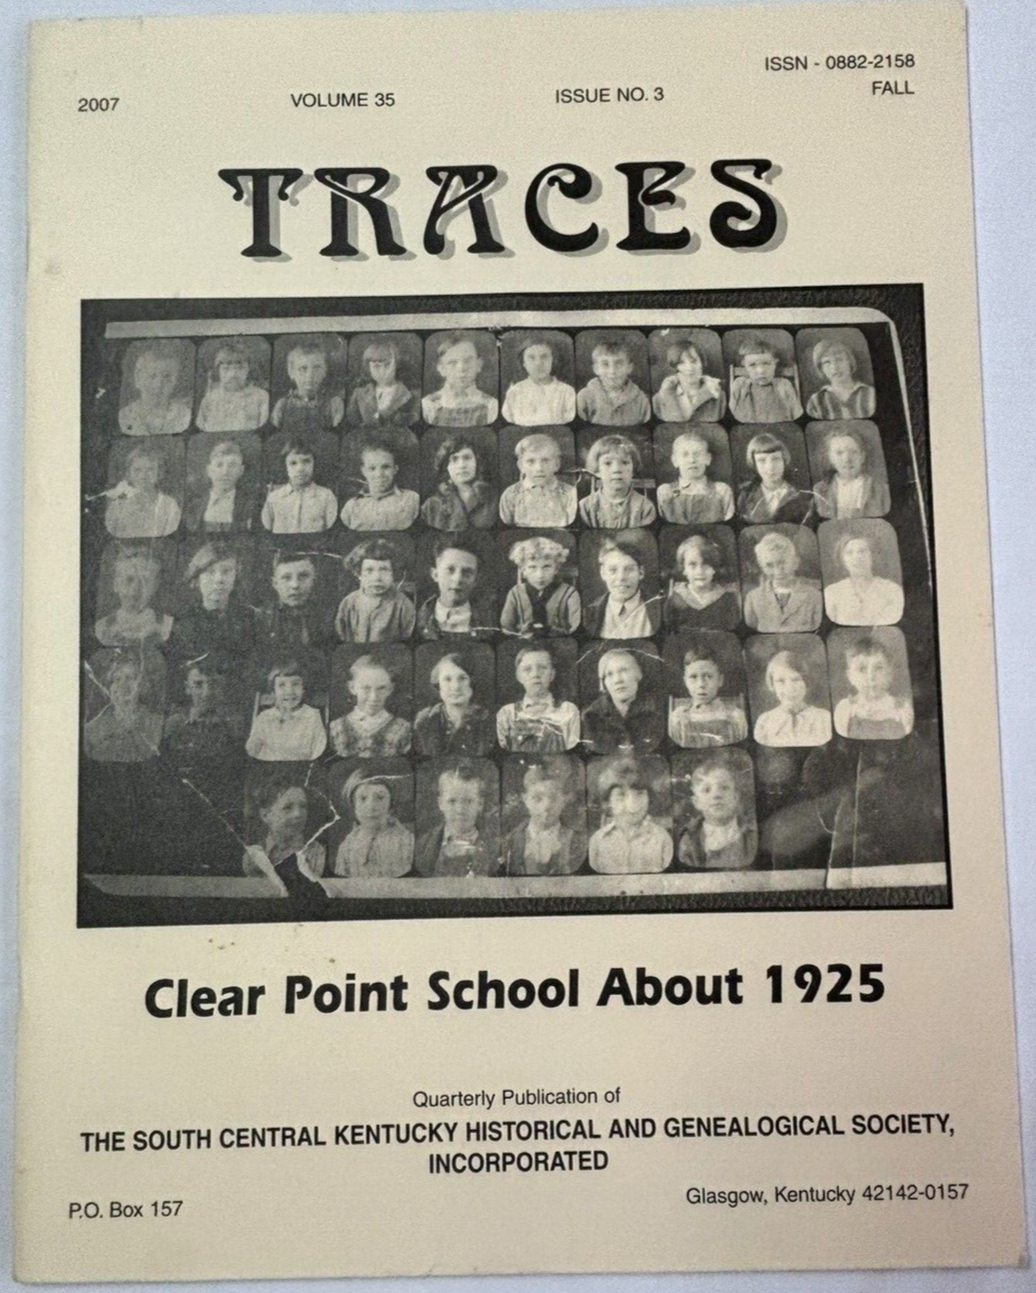 ISSN - 0882-2158
2007 VOLUME 35 ISSUE NO. 3 FALL
TRACES
Clear Point School About 1925
Quarterly Publication of
THE SOUTH CENTRAL KENTUCKY HISTORICAL AND GENEALOGICAL SOCIETY,
INCORPORATED
P.O. Box 157 Glasgow, Kentucky 42142-0157